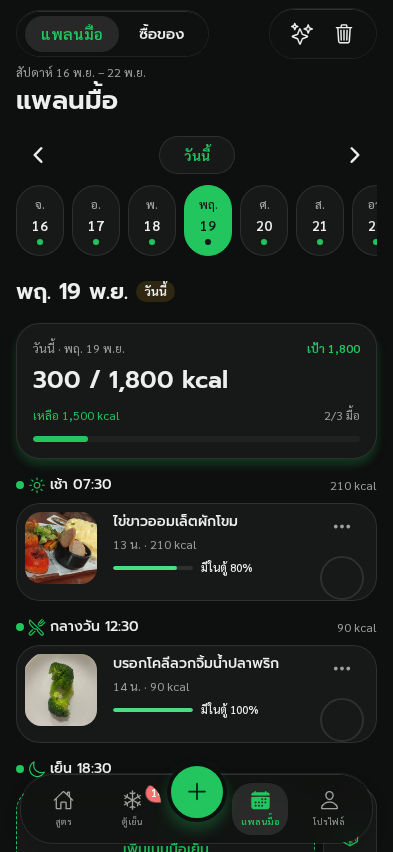 แพลนมื้อ ซื้อของ
สัปดาห์ 16 พ.ย. – 22 พ.ย.
แพลนมื้อ
วันนี้
จ. อ. พ. พฤ. ศ. ส.
16 17 18 19 20 21
พฤ. 19 พ.ย. วันนี้
วันนี้ · พฤ. 19 พ.ย. เป้า 1,800
300 / 1,800 kcal
เหลือ 1,500 kcal 2/3 มื้อ
เช้า 07:30 210 kcal
ไข่ขาวออมเล็ตผักโขม
13 น. · 210 kcal
มีในตู้ 80%
กลางวัน 12:30 90 kcal
บรอกโคลีลวกจิ้มน้ำปลาพริก
14 น. · 90 kcal
มีในตู้ 100%
เย็น 18:30
สูตร ตู้เย็น แพลนมื้อ โปรไฟล์